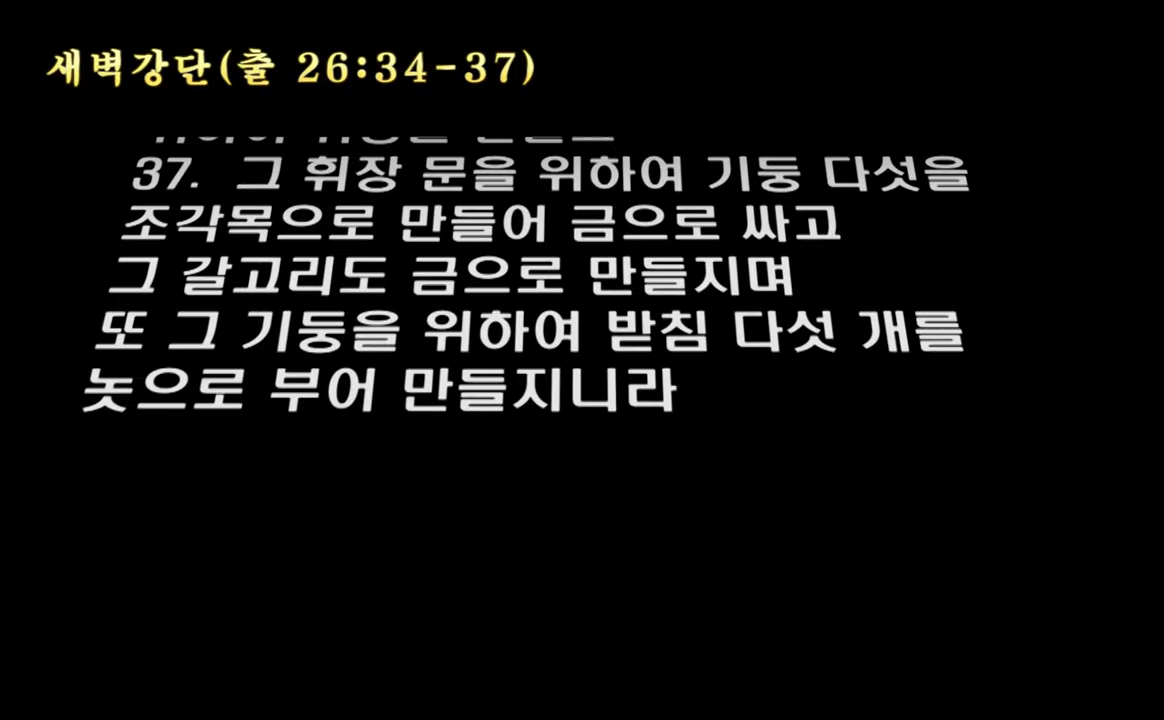 새벽강단(출 26:34-37)
37. 그 휘장 문을 위하여 기둥 다섯을
조각목으로 만들어 금으로 싸고
그 갈고리도 금으로 만들지며
또 그 기둥을 위하여 받침 다섯 개를
놋으로 부어 만들지니라